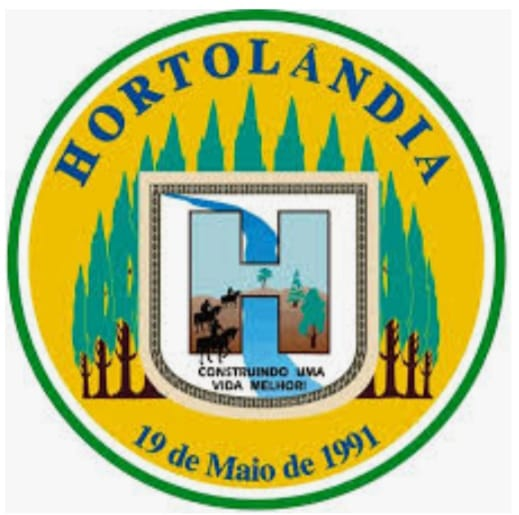 HORTOLÂNDIA
H
CONSTRUINDO UMA
VIDA MELHOR!
19 de Maio de 1991